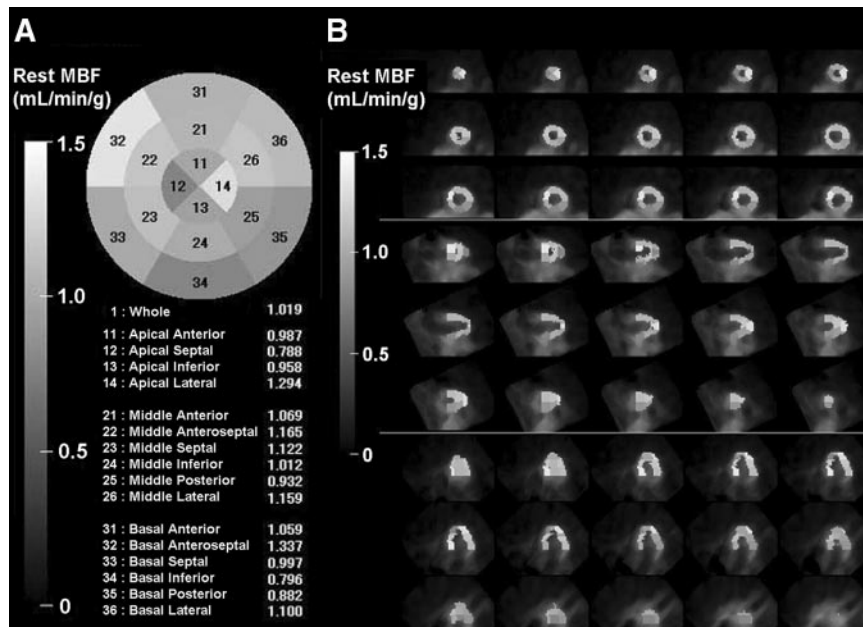 A
Rest MBF
(mL/min/g)
1.5
1.0
0.5
0
31
32
21
36
22
11
26
12
14
13
23
25
33
24
35
34
1 : Whole 1.019
11 : Apical Anterior 0.987
12 : Apical Septal 0.788
13 : Apical Inferior 0.958
14 : Apical Lateral 1.294
21 : Middle Anterior 1.069
22 : Middle Anteroseptal 1.165
23 : Middle Septal 1.122
24 : Middle Inferior 1.012
25 : Middle Posterior 0.932
26 : Middle Lateral 1.159
31 : Basal Anterior 1.059
32 : Basal Anteroseptal 1.337
33 : Basal Septal 0.997
34 : Basal Inferior 0.796
35 : Basal Posterior 0.882
36 : Basal Lateral 1.100
B
Rest MBF
(mL/min/g)
1.5
1.0
0.5
0